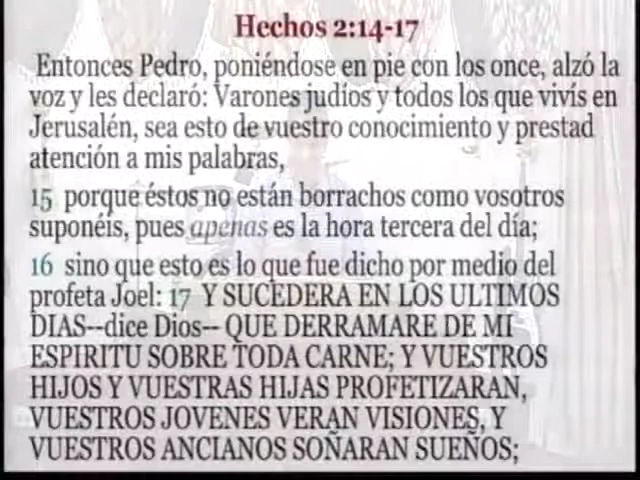 Hechos 2:14-17
Entonces Pedro, poniéndose en pie con los once, alzó la
voz y les declaró: Varones judíos y todos los que vivís en
Jerusalén, sea esto de vuestro conocimiento y prestad
atención a mis palabras,
15 porque éstos no están borrachos como vosotros
suponéis, pues apenas es la hora tercera del día;
16 sino que esto es lo que fue dicho por medio del
profeta Joel: 17 Y SUCEDERA EN LOS ULTIMOS
DIAS--dice Dios-- QUE DERRAMARE DE MI
ESPIRITU SOBRE TODA CARNE; Y VUESTROS
HIJOS Y VUESTRAS HIJAS PROFETIZARAN,
VUESTROS JOVENES VERAN VISIONES, Y
VUESTROS ANCIANOS SOÑARAN SUEÑOS;